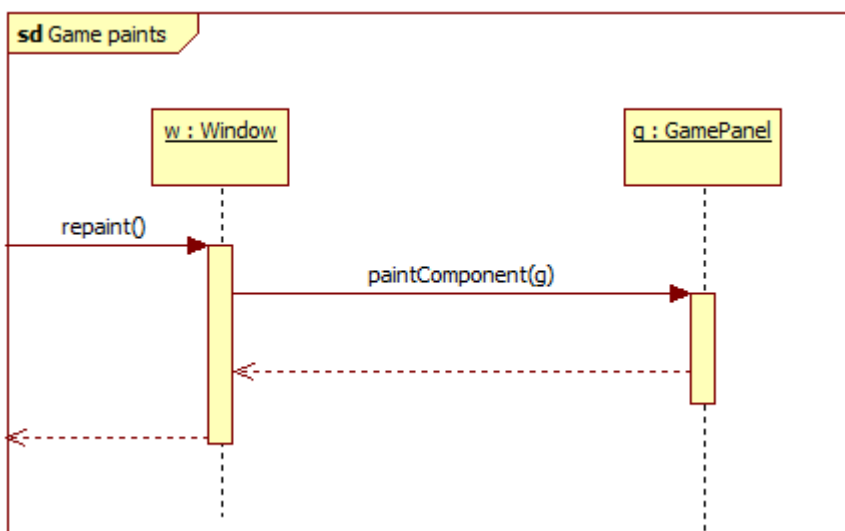 sd Game paints
w : Window
g : GamePanel
repaint()
paintComponent(g)